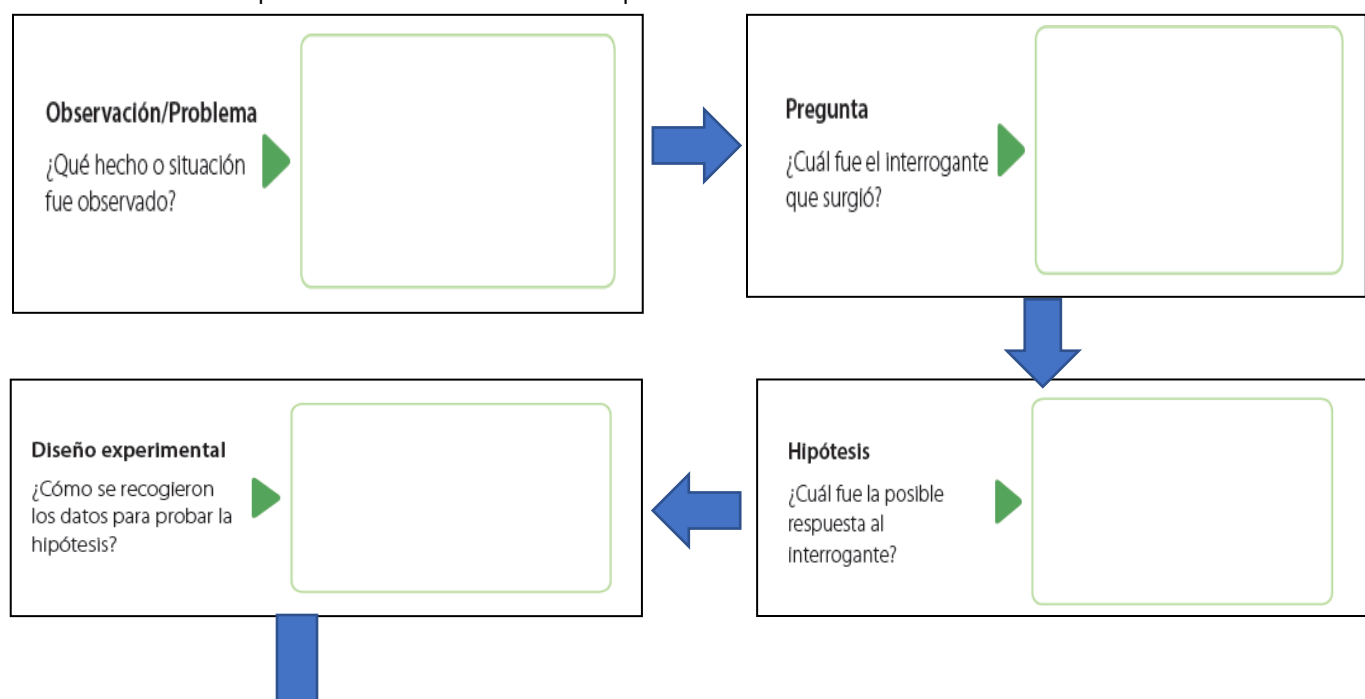 Observación/Problema
¿Qué hecho o situación
fue observado?
Pregunta
¿Cuál fue el interrogante
que surgió?
Hipótesis
¿Cuál fue la posible
respuesta al
interrogante?
Diseño experimental
¿Cómo se recogieron
los datos para probar la
hipótesis?